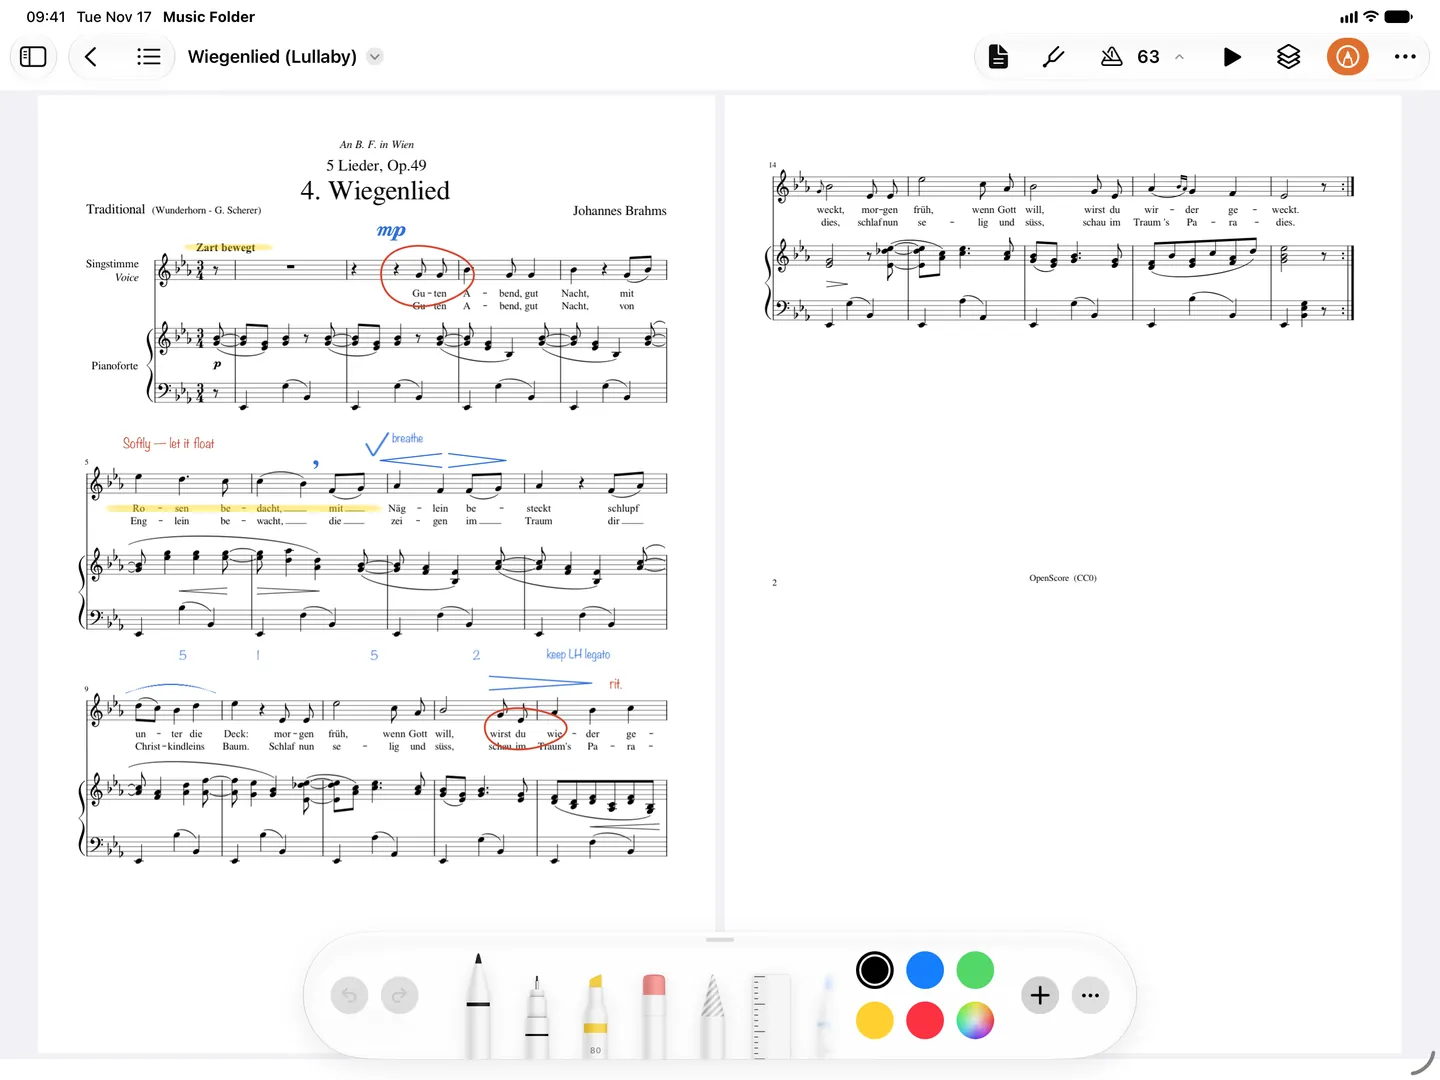 09:41 Tue Nov 17 Music Folder
Wiegenlied (Lullaby)
63
An B. F. in Wien
5 Lieder, Op.49
4. Wiegenlied
Traditional (Wunderhorn - G. Scherer)
Johannes Brahms
mp
Zart bewegt
Singstimme
Voice
Gu - ten A - bend, gut Nacht, mit
Gu - ten A - bend, gut Nacht, von
Pianoforte
p
Softly — let it float
breathe
5
Ro - sen be - dacht, mit Näg - lein be - steckt schlupf
Eng - lein be - wacht, die zei - gen im Traum dir
5 1 5 2 keep LH legato
rit.
9
un - ter die Deck: mor - gen früh, wenn Gott will, wirst du wie - der ge -
Christ - kindleins Baum. Schlaf nun se - lig und süss, schau im Traum's Pa - ra -
14
weckt, mor-gen früh, wenn Gott will, wirst du wir - der ge - weckt.
dies, schlaf nun se - lig und süss, schau im Traum 's Pa - ra - dies.
OpenScore (CC0)
2
80